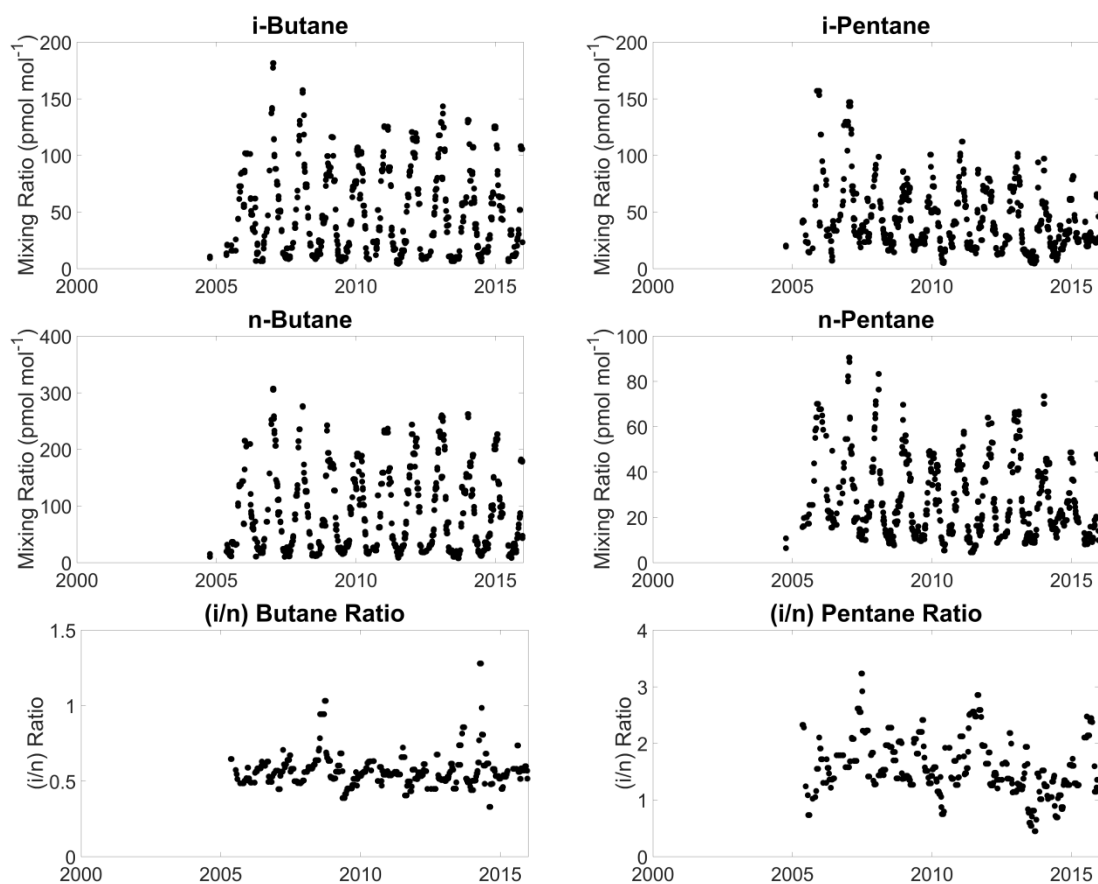 i-Butane
Mixing Ratio (pmol mol⁻¹)
200
150
100
50
0
2000 2005 2010 2015
i-Pentane
Mixing Ratio (pmol mol⁻¹)
200
150
100
50
0
2000 2005 2010 2015
n-Butane
Mixing Ratio (pmol mol⁻¹)
400
300
200
100
0
2000 2005 2010 2015
n-Pentane
Mixing Ratio (pmol mol⁻¹)
100
80
60
40
20
0
2000 2005 2010 2015
(i/n) Butane Ratio
(i/n) Ratio
1.5
1
0.5
0
2000 2005 2010 2015
(i/n) Pentane Ratio
(i/n) Ratio
4
3
2
1
0
2000 2005 2010 2015